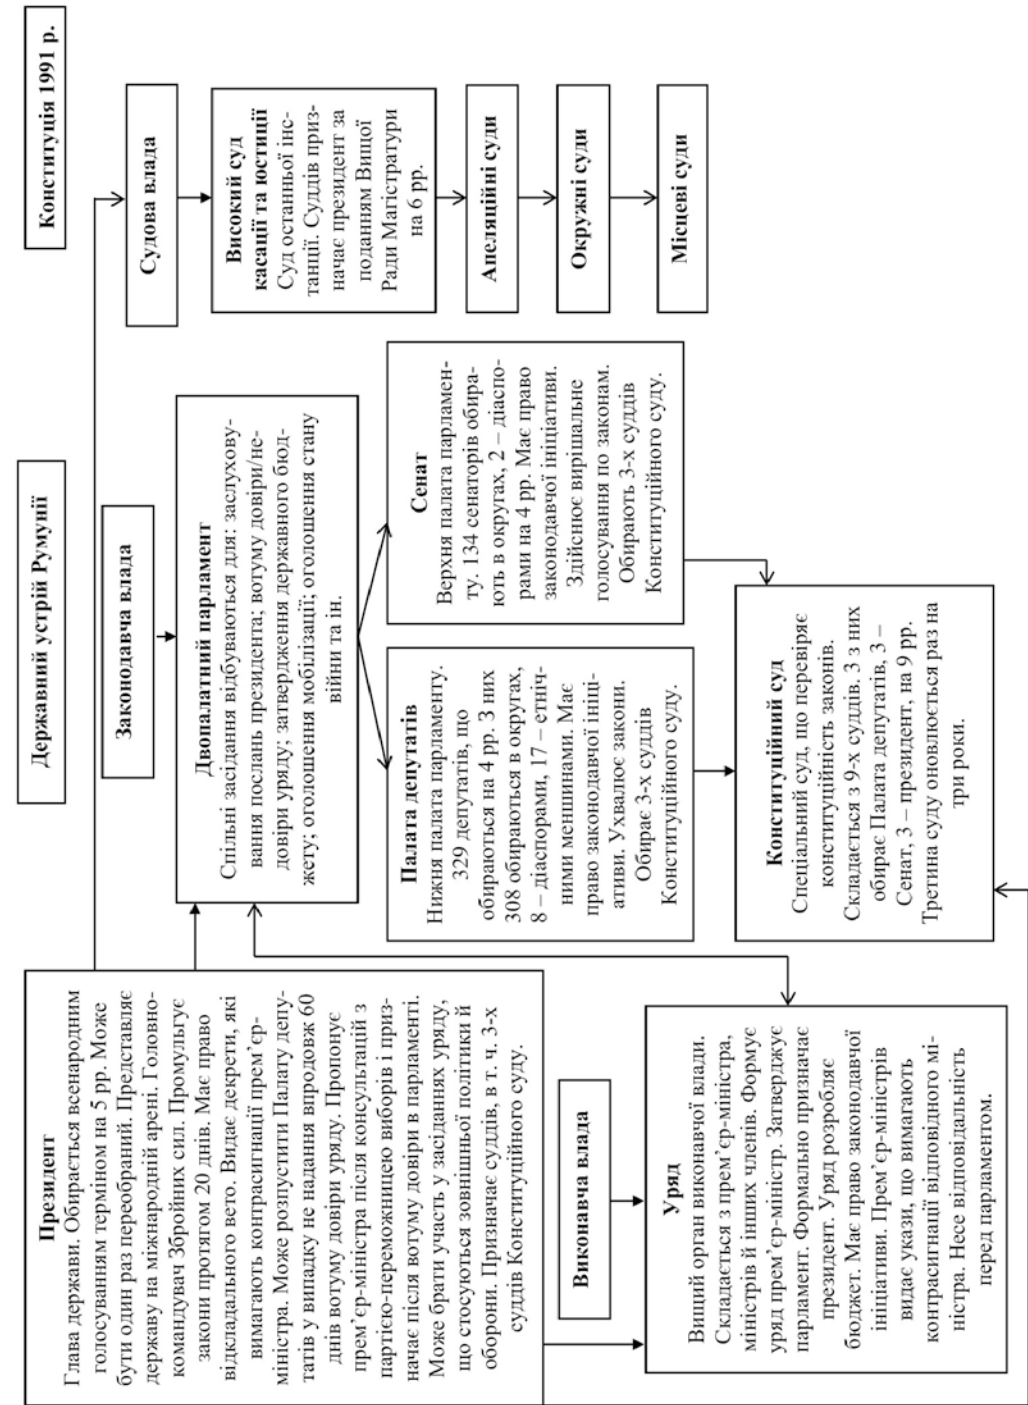 Державний устрій Румунії
Конституція 1991 р.
Президент
Глава держави. Обирається всенародним
голосуванням терміном на 5 рр. Може
бути один раз переобраний. Представляє
державу на міжнародній арені. Головно-
командувач Збройних сил. Промульгує
закони протягом 20 днів. Має право
відкладального вето. Видає декрети, які
вимагають контрасигнації прем’єр-
міністра. Може розпустити Палату депу-
татів у випадку не надання впродовж 60
днів вотуму довіри уряду. Пропонує
прем’єр-міністра після консультацій з
партією-переможницею виборів і приз-
начає після вотуму довіри в парламенті.
Може брати участь у засіданнях уряду,
що стосуються зовнішньої політики й
оборони. Призначає суддів, в т. ч. 3-х
суддів Конституційного суду.
Виконавча влада
Уряд
Вищий орган виконавчої влади.
Складається з прем’єр-міністра,
міністрів й інших членів. Формує
уряд прем’єр-міністр. Затверджує
парламент. Формально призначає
президент. Уряд розробляє
бюджет. Має право законодавчої
ініціативи. Прем’єр-міністрів
видає укази, що вимагають
контрасигнації відповідного мі-
ністра. Несе відповідальність
перед парламентом.
Законодавча влада
Двопалатний парламент
Спільні засідання відбуваються для: заслухову-
вання послань президента; вотуму довіри/не-
довіри уряду; затвердження державного бюд-
жету; оголошення мобілізації; оголошення стану
війни та ін.
Палата депутатів
Нижня палата парламенту.
329 депутатів, що
обираються на 4 рр. З них
308 обираються в округах,
8 – діаспорами, 17 – етніч-
ними меншинами. Має
право законодавчої ініці-
ативи. Ухвалює закони.
Обирає 3-х суддів
Конституційного суду.
Сенат
Верхня палата парламен-
ту. 134 сенаторів обира-
ють в округах, 2 – діаспо-
рами на 4 рр. Має право
законодавчої ініціативи.
Здійснює вирішальне
голосування по законам.
Обирають 3-х суддів
Конституційного суду.
Конституційний суд
Спеціальний суд, що перевіряє
конституційність законів.
Складається з 9-х суддів. 3 з них
обирає Палата депутатів, 3 –
Сенат, 3 – президент, на 9 рр.
Третина суду оновлюється раз на
три роки.
Судова влада
Високий суд
касації та юстиції
Суд останньої інс-
танції. Суддів приз-
начає президент за
поданням Вищої
Ради Магістратури
на 6 рр.
Апеляційні суди
Окружні суди
Місцеві суди